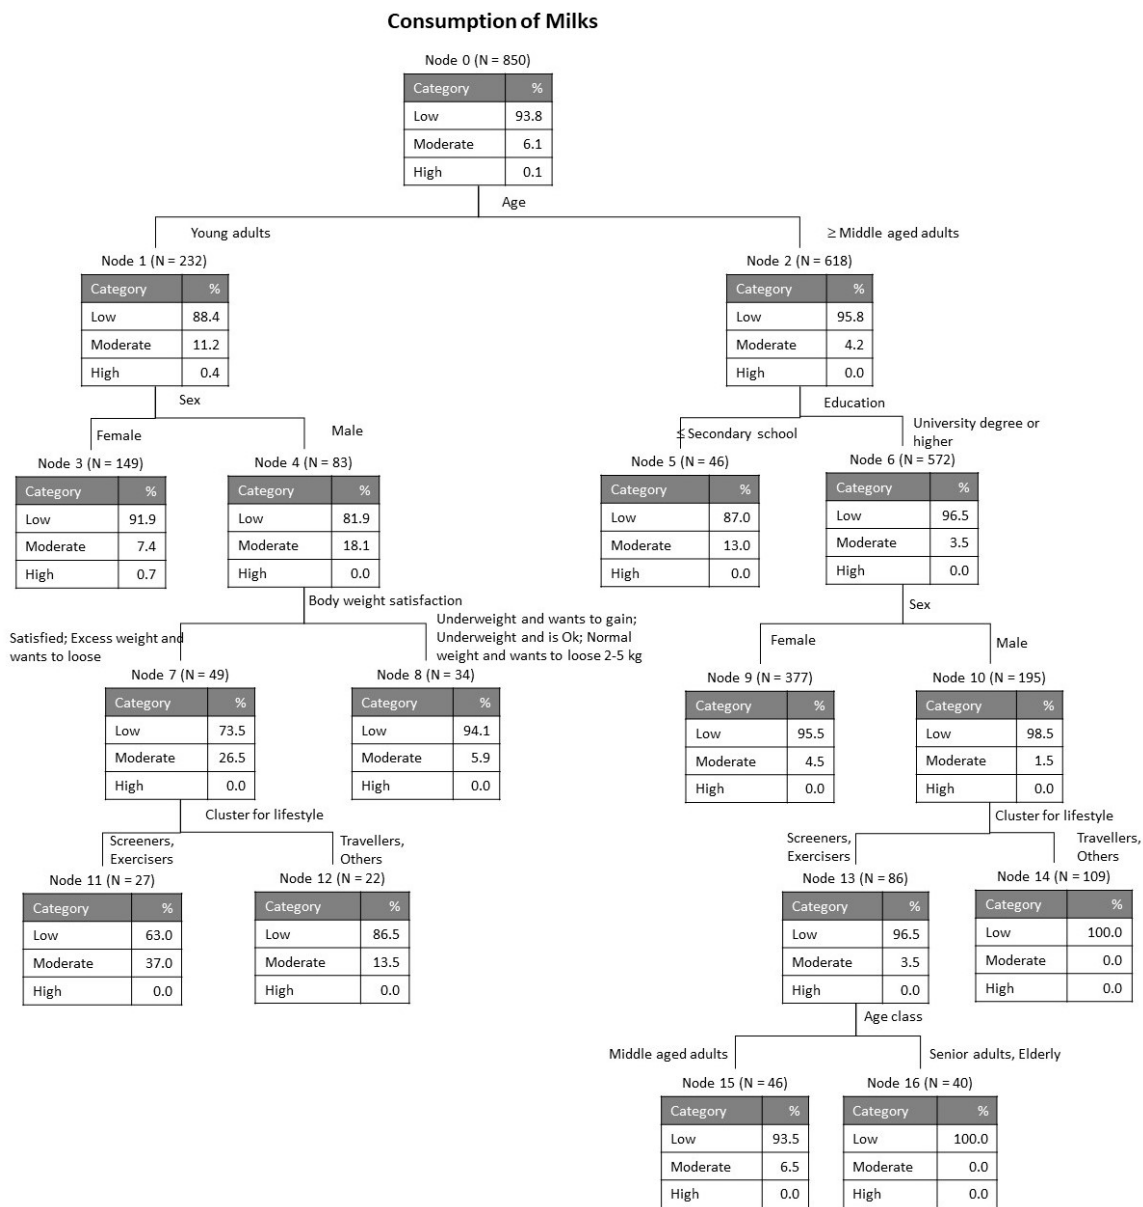 Consumption of Milks
Node 0 (N = 850)
Category %
Low 93.8
Moderate 6.1
High 0.1
Age
Young adults
≥ Middle aged adults
Node 1 (N = 232)
Category %
Low 88.4
Moderate 11.2
High 0.4
Node 2 (N = 618)
Category %
Low 95.8
Moderate 4.2
High 0.0
Sex
Female
Male
Education
≤ Secondary school
University degree or
higher
Node 3 (N = 149)
Category %
Low 91.9
Moderate 7.4
High 0.7
Node 4 (N = 83)
Category %
Low 81.9
Moderate 18.1
High 0.0
Node 5 (N = 46)
Category %
Low 87.0
Moderate 13.0
High 0.0
Node 6 (N = 572)
Category %
Low 96.5
Moderate 3.5
High 0.0
Body weight satisfaction
Satisfied; Excess weight and
wants to loose
Underweight and wants to gain;
Underweight and is Ok; Normal
weight and wants to loose 2-5 kg
Sex
Female
Male
Node 7 (N = 49)
Category %
Low 73.5
Moderate 26.5
High 0.0
Node 8 (N = 34)
Category %
Low 94.1
Moderate 5.9
High 0.0
Node 9 (N = 377)
Category %
Low 95.5
Moderate 4.5
High 0.0
Node 10 (N = 195)
Category %
Low 98.5
Moderate 1.5
High 0.0
Cluster for lifestyle
Screeners,
Exercisers
Travellers,
Others
Cluster for lifestyle
Screeners,
Exercisers
Travellers,
Others
Node 11 (N = 27)
Category %
Low 63.0
Moderate 37.0
High 0.0
Node 12 (N = 22)
Category %
Low 86.5
Moderate 13.5
High 0.0
Node 13 (N = 86)
Category %
Low 96.5
Moderate 3.5
High 0.0
Node 14 (N = 109)
Category %
Low 100.0
Moderate 0.0
High 0.0
Age class
Middle aged adults
Senior adults, Elderly
Node 15 (N = 46)
Category %
Low 93.5
Moderate 6.5
High 0.0
Node 16 (N = 40)
Category %
Low 100.0
Moderate 0.0
High 0.0